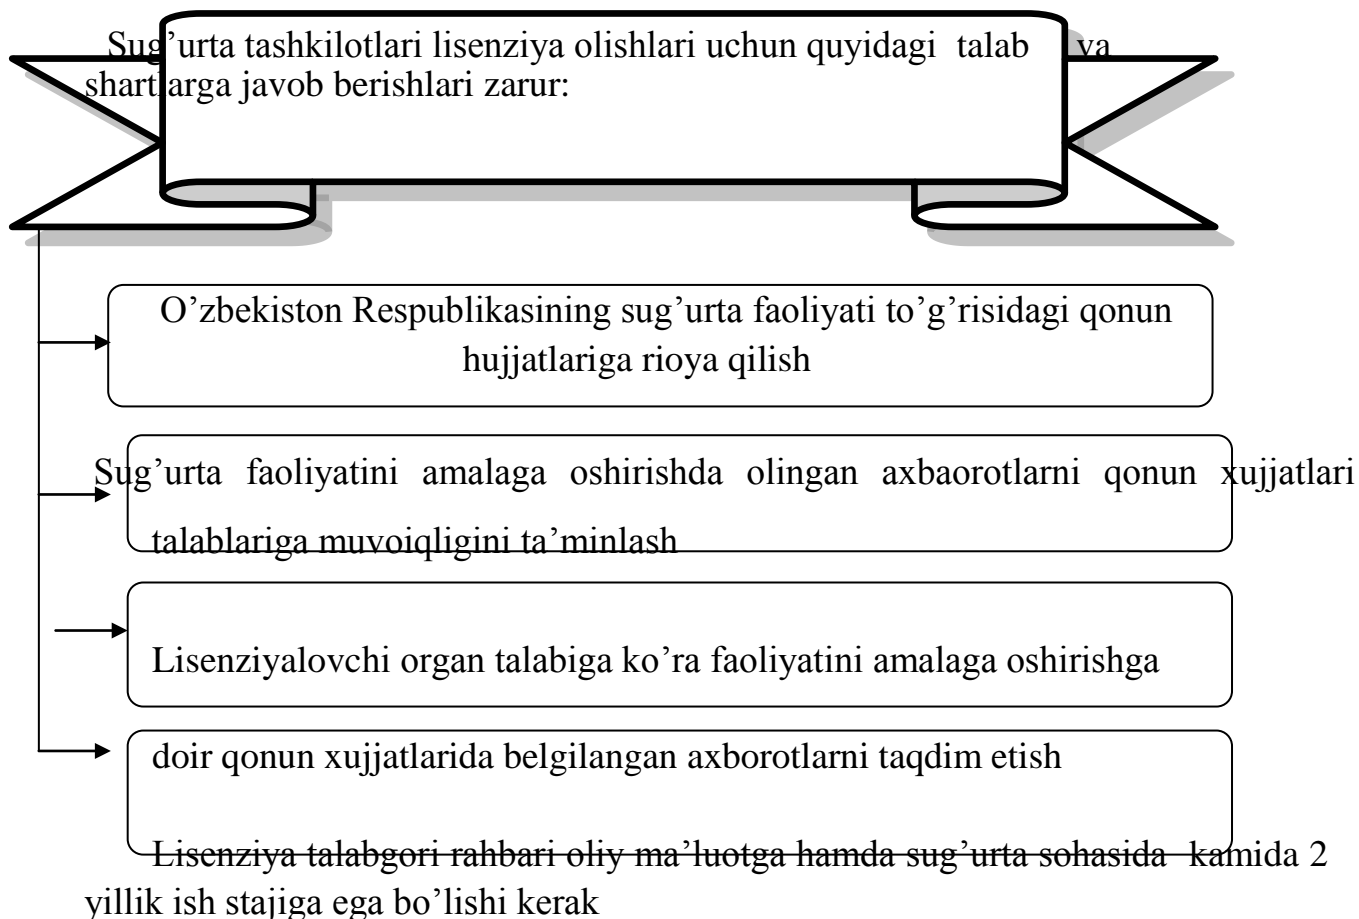 Sug’urta tashkilotlari lisenziya olishlari uchun quyidagi talab va
shartlarga javob berishlari zarur:
O’zbekiston Respublikasining sug’urta faoliyati to’g’risidagi qonun
hujjatlariga rioya qilish
Sug’urta faoliyatini amalaga oshirishda olingan axbaorotlarni qonun xujjatlari
talablariga muvoiqligini ta’minlash
Lisenziyalovchi organ talabiga ko’ra faoliyatini amalaga oshirishga
doir qonun xujjatlarida belgilangan axborotlarni taqdim etish
Lisenziya talabgori rahbari oliy ma’luotga hamda sug’urta sohasida kamida 2
yillik ish stajiga ega bo’lishi kerak